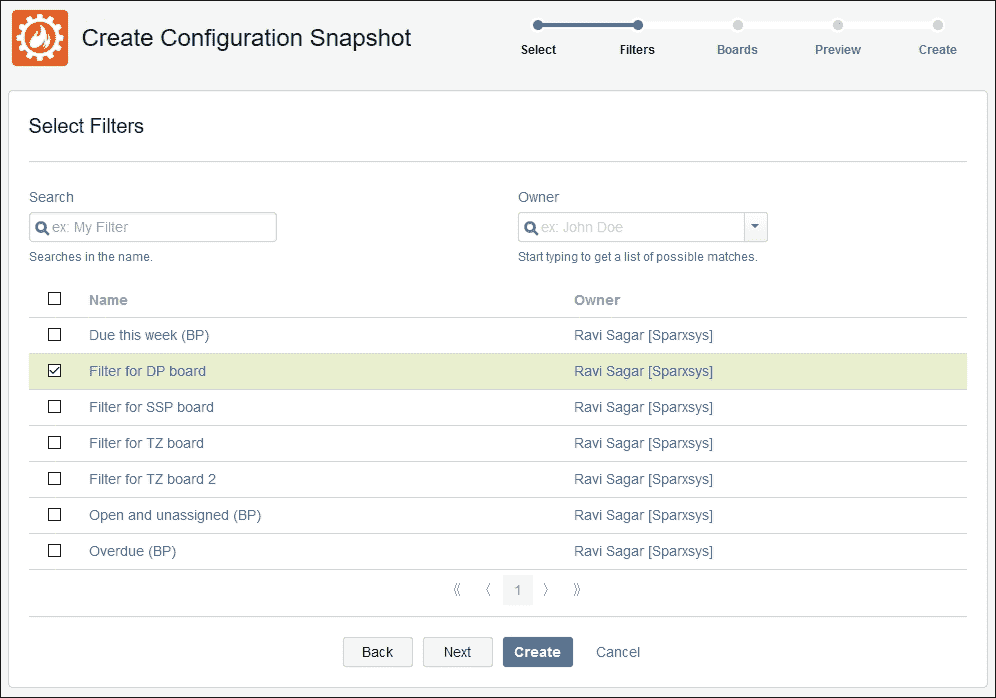 Create Configuration Snapshot
Select Filters Boards Preview Create
Select Filters
Search Owner
ex: My Filter ex: John Doe
Searches in the name. Start typing to get a list of possible matches.
Name Owner
Due this week (BP) Ravi Sagar [Sparxsys]
Filter for DP board Ravi Sagar [Sparxsys]
Filter for SSP board Ravi Sagar [Sparxsys]
Filter for TZ board Ravi Sagar [Sparxsys]
Filter for TZ board 2 Ravi Sagar [Sparxsys]
Open and unassigned (BP) Ravi Sagar [Sparxsys]
Overdue (BP) Ravi Sagar [Sparxsys]
⟪ ⟨ 1 ⟩ ⟫
Back Next Create Cancel